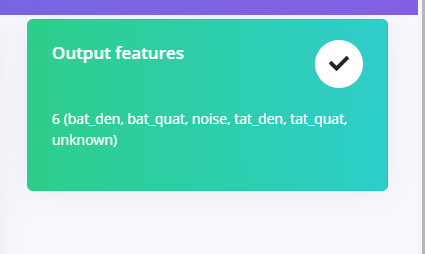 Output features
6 (bat_den, bat_quat, noise, tat_den, tat_quat,
unknown)